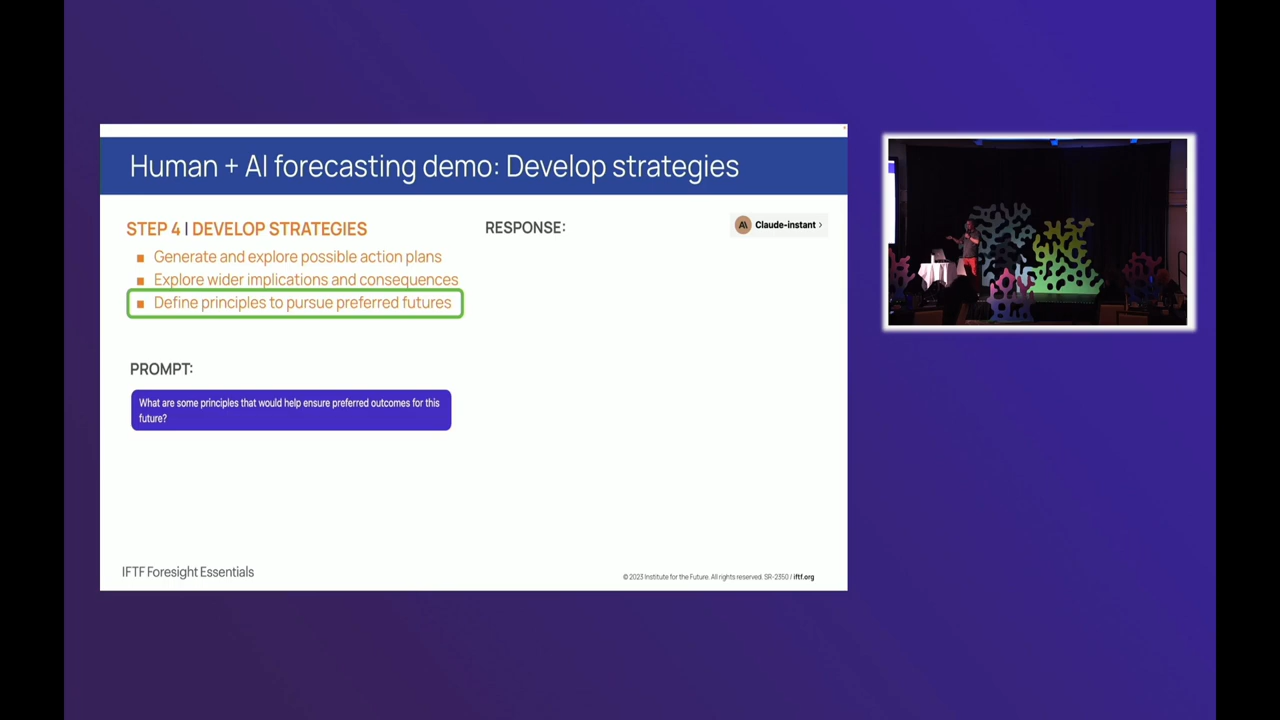 Human + AI forecasting demo: Develop strategies
STEP 4 | DEVELOP STRATEGIES
Generate and explore possible action plans
Explore wider implications and consequences
Define principles to pursue preferred futures
PROMPT:
What are some principles that would help ensure preferred outcomes for this
future?
RESPONSE:
Claude-instant ›
IFTF Foresight Essentials
© 2023 Institute for the Future. All rights reserved. SR-2350 / iftf.org